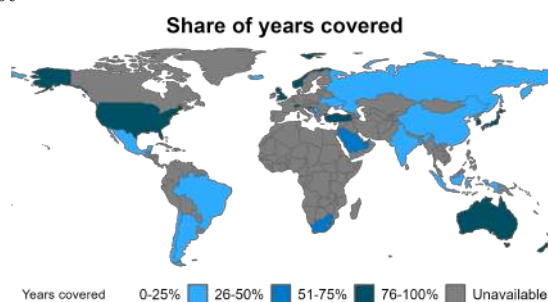 Share of years covered
Years covered 0-25% 26-50% 51-75% 76-100% Unavailable